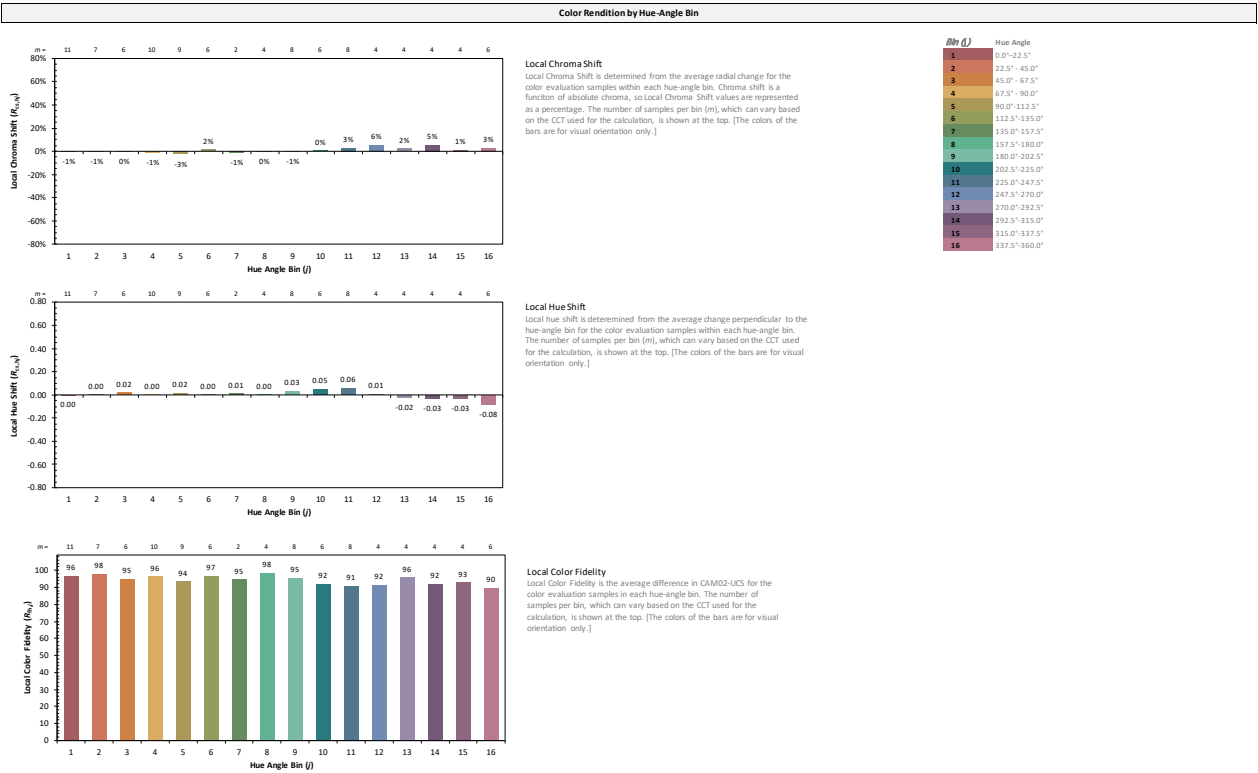 Color Rendition by Hue-Angle Bin
m = 11 7 6 10 9 6 2 4 8 6 8 4 4 4 4 6
80%
60%
40%
20%
0%
-20%
-40%
-60%
-80%
Local Chroma Shift (Rcs,hj)
-1% -1% 0% -1% -3% 2% -1% 0% -1% 0% 3% 6% 2% 5% 1% 3%
1 2 3 4 5 6 7 8 9 10 11 12 13 14 15 16
Hue Angle Bin (j)
Local Chroma Shift
Local Chroma Shift is determined from the average radial change for the
color evaluation samples within each hue-angle bin. Chroma shift is a
funciton of absolute chroma, so Local Chroma Shift values are represented
as a percentage. The number of samples per bin (m), which can vary based
on the CCT used for the calculation, is shown at the top. [The colors of the
bars are for visual orientation only.]
Bin (j) Hue Angle
1 0.0°–22.5°
2 22.5° - 45.0°
3 45.0° - 67.5°
4 67.5° - 90.0°
5 90.0°-112.5°
6 112.5°-135.0°
7 135.0°-157.5°
8 157.5°-180.0°
9 180.0°-202.5°
10 202.5°-225.0°
11 225.0°-247.5°
12 247.5°-270.0°
13 270.0°-292.5°
14 292.5°-315.0°
15 315.0°-337.5°
16 337.5°-360.0°
m = 11 7 6 10 9 6 2 4 8 6 8 4 4 4 4 6
0.80
0.60
0.40
0.20
0.00
-0.20
-0.40
-0.60
-0.80
Local Hue Shift (Rcs,hj)
0.00 0.00 0.02 0.00 0.02 0.00 0.01 0.00 0.03 0.05 0.06 0.01 -0.02 -0.03 -0.03 -0.08
1 2 3 4 5 6 7 8 9 10 11 12 13 14 15 16
Hue Angle Bin (j)
Local Hue Shift
Local hue shift is deteremined from the average change perpendicular to the
hue-angle bin for the color evaluation samples within each hue-angle bin.
The number of samples per bin (m), which can vary based on the CCT used
for the calculation, is shown at the top. [The colors of the bars are for visual
orientation only.]
m = 11 7 6 10 9 6 2 4 8 6 8 4 4 4 4 6
100
90
80
70
60
50
40
30
20
10
0
Local Color Fidelity (Rfh,j)
96 98 95 96 94 97 95 98 95 92 91 92 96 92 93 90
1 2 3 4 5 6 7 8 9 10 11 12 13 14 15 16
Hue Angle Bin (j)
Local Color Fidelity
Local Color Fidelity is the average difference in CAM02-UCS for the
color evaluation samples in each hue-angle bin. The number of
samples per bin, which can vary based on the CCT used for the
calculation, is shown at the top. [The colors of the bars are for visual
orientation only.]